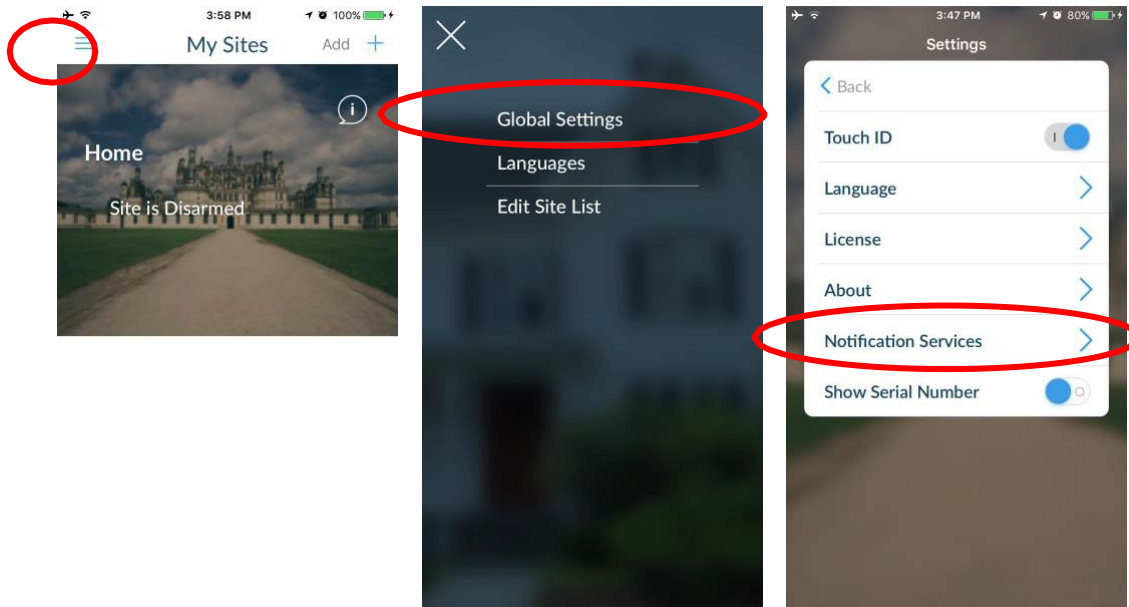 3:58 PM
100%
My Sites
Add +
i
Home
Site is Disarmed
Global Settings
Languages
Edit Site List
3:47 PM
80%
Settings
Back
Touch ID
I
Language
License
About
Notification Services
Show Serial Number
O